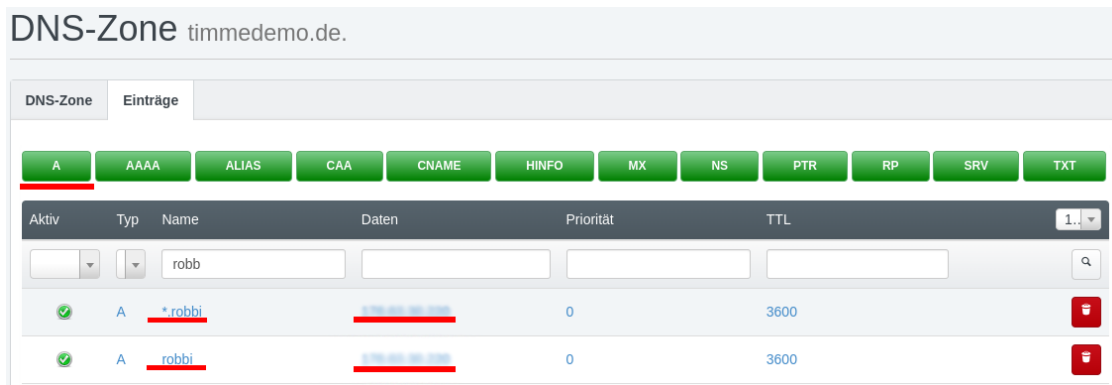 DNS-Zone timmedemo.de.
DNS-Zone Einträge
A AAAA ALIAS CAA CNAME HINFO MX NS PTR RP SRV TXT
Aktiv Typ Name Daten Priorität TTL 1..
robb
A *.robbi 0 3600
A robbi 0 3600